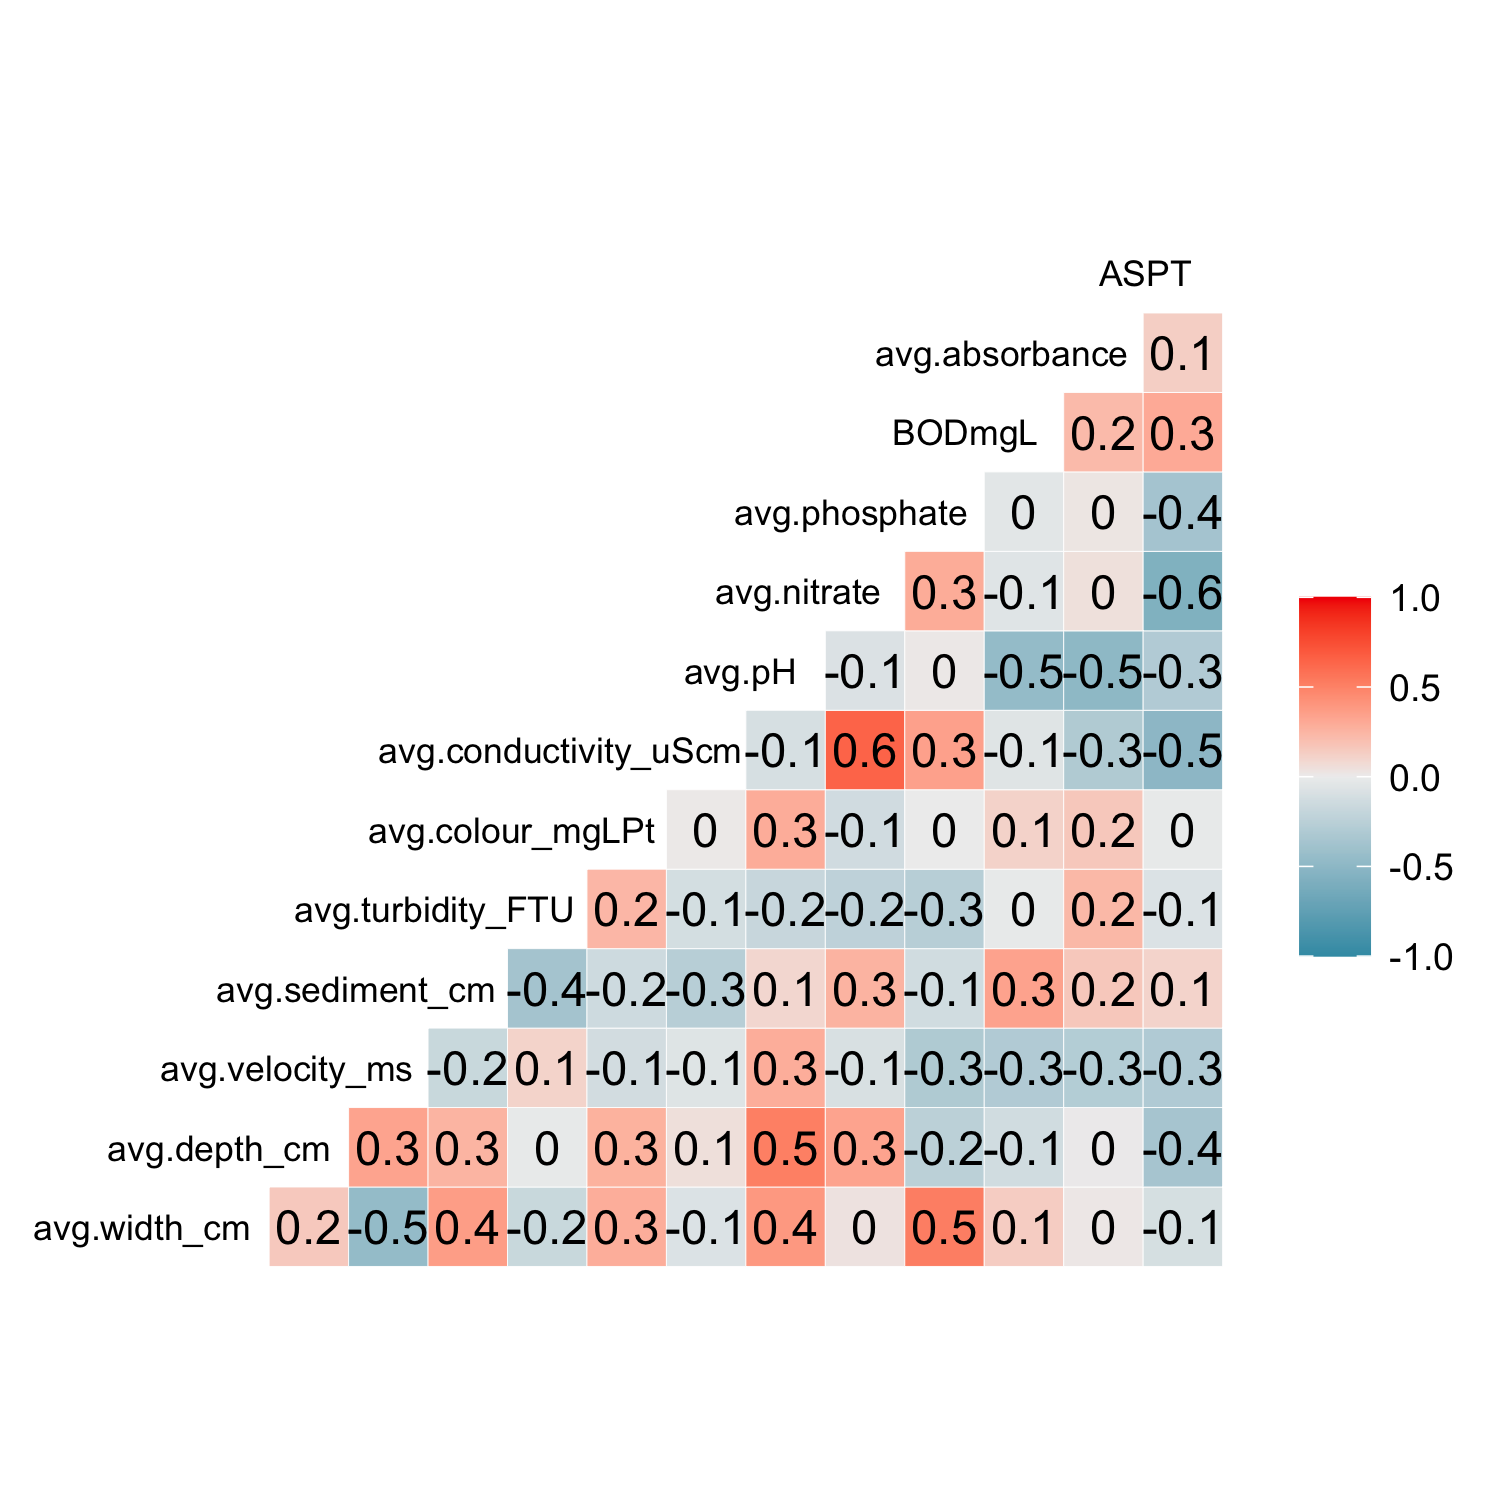 ASPT
avg.absorbance 0.1
BODmgL 0.2 0.3
avg.phosphate 0 0 -0.4
avg.nitrate 0.3 -0.1 0 -0.6
avg.pH -0.1 0 -0.5 -0.5 -0.3
avg.conductivity_uScm -0.1 0.6 0.3 -0.1 -0.3 -0.5
avg.colour_mgLPt 0 0.3 -0.1 0 0.1 0.2 0
avg.turbidity_FTU 0.2 -0.1 -0.2 -0.2 -0.3 0 0.2 -0.1
avg.sediment_cm -0.4 -0.2 -0.3 0.1 0.3 -0.1 0.3 0.2 0.1
avg.velocity_ms -0.2 0.1 -0.1 -0.1 0.3 -0.1 -0.3 -0.3 -0.3 -0.3
avg.depth_cm 0.3 0.3 0 0.3 0.1 0.5 0.3 -0.2 -0.1 0 -0.4
avg.width_cm 0.2 -0.5 0.4 -0.2 0.3 -0.1 0.4 0 0.5 0.1 0 -0.1
1.0
0.5
0.0
-0.5
-1.0